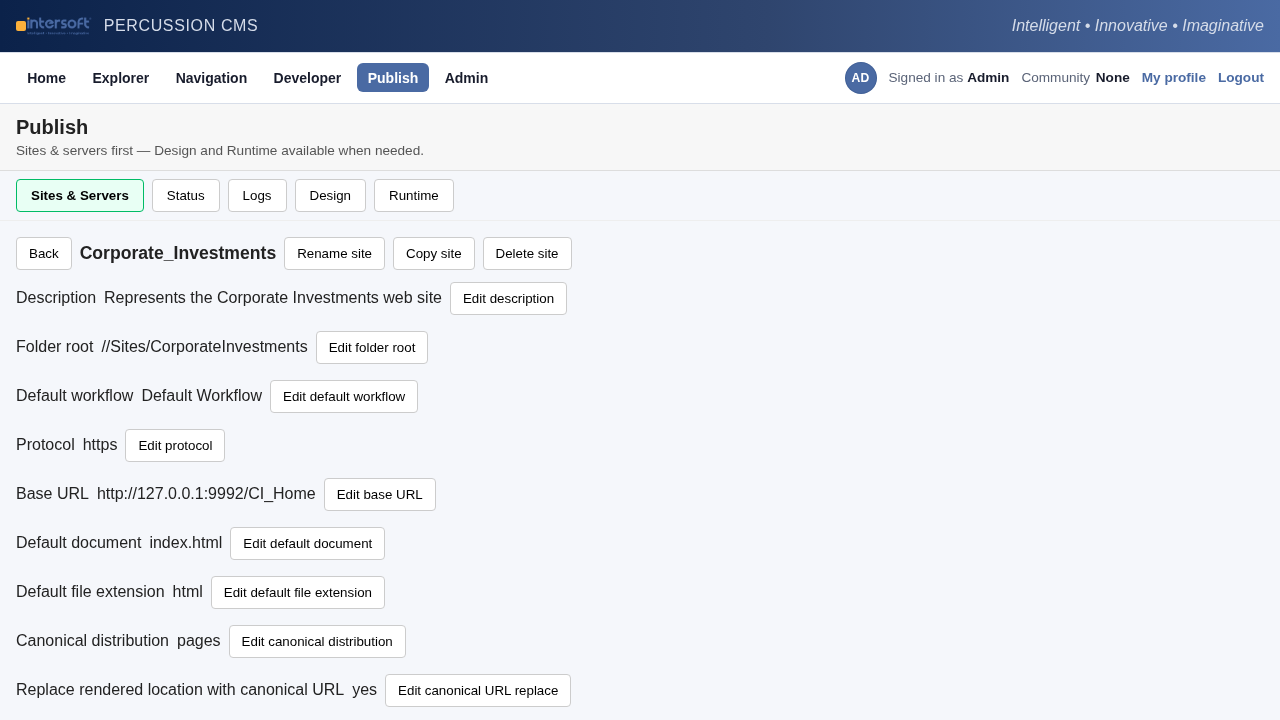 intersoft PERCUSSION CMS Intelligent • Innovative • Imaginative
Home Explorer Navigation Developer Publish Admin AD Signed in as Admin Community None My profile Logout
Publish
Sites & servers first — Design and Runtime available when needed.
Sites & Servers Status Logs Design Runtime
Back Corporate_Investments Rename site Copy site Delete site
Description Represents the Corporate Investments web site Edit description
Folder root //Sites/CorporateInvestments Edit folder root
Default workflow Default Workflow Edit default workflow
Protocol https Edit protocol
Base URL http://127.0.0.1:9992/CI_Home Edit base URL
Default document index.html Edit default document
Default file extension html Edit default file extension
Canonical distribution pages Edit canonical distribution
Replace rendered location with canonical URL yes Edit canonical URL replace